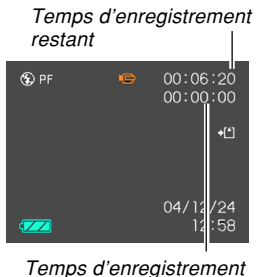 Temps d'enregistrement
restant
PF 00:06:20
00:00:00
04/12/24
12:58
Temps d'enregistrement